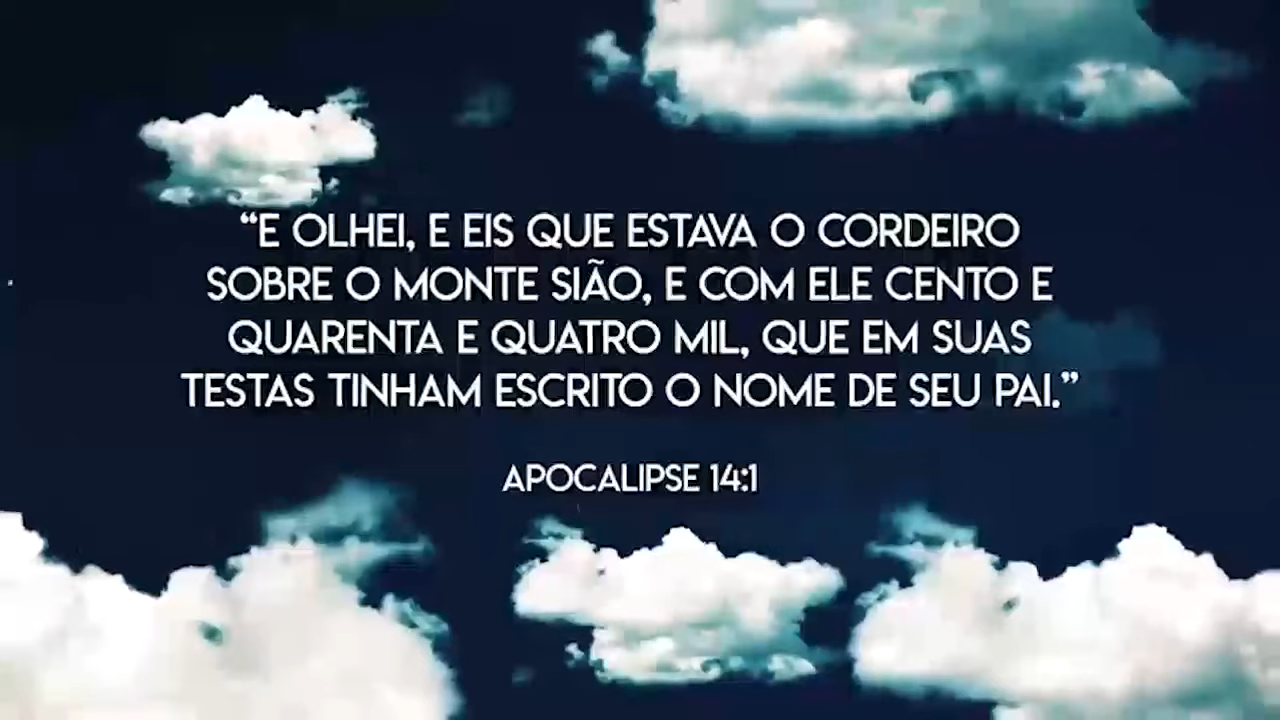 “E OLHEI, E EIS QUE ESTAVA O CORDEIRO
SOBRE O MONTE SIÃO, E COM ELE CENTO E
QUARENTA E QUATRO MIL, QUE EM SUAS
TESTAS TINHAM ESCRITO O NOME DE SEU PAI.”
APOCALIPSE 14:1